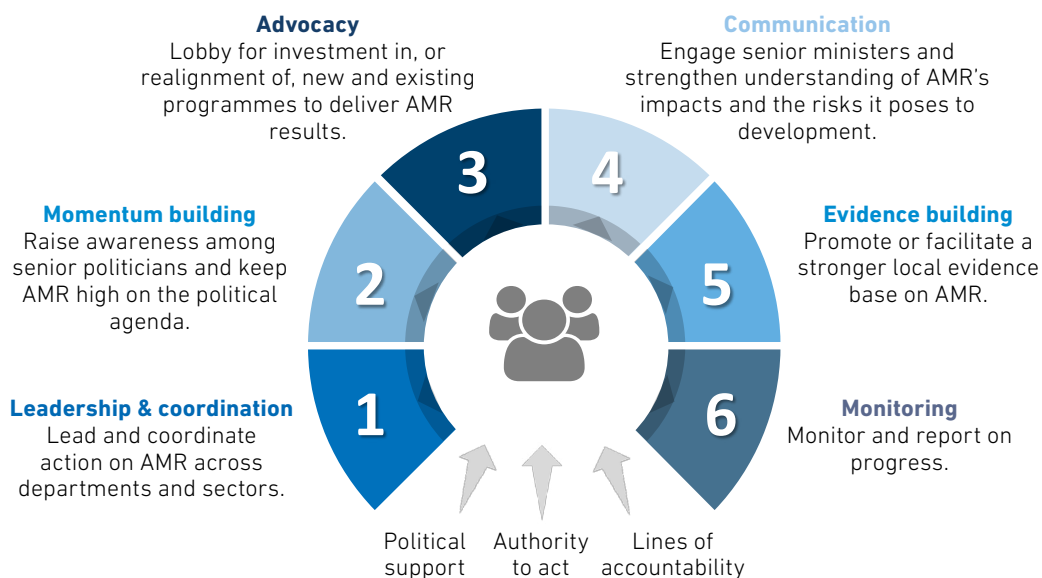 Advocacy
Lobby for investment in, or
realignment of, new and existing
programmes to deliver AMR
results.
Communication
Engage senior ministers and
strengthen understanding of AMR's
impacts and the risks it poses to
development.
Momentum building
Raise awareness among
senior politicians and keep
AMR high on the political
agenda.
Evidence building
Promote or facilitate a
stronger local evidence
base on AMR.
Leadership & coordination
Lead and coordinate
action on AMR across
departments and sectors.
Monitoring
Monitor and report on
progress.
1
2
3
4
5
6
Political
support
Authority
to act
Lines of
accountability